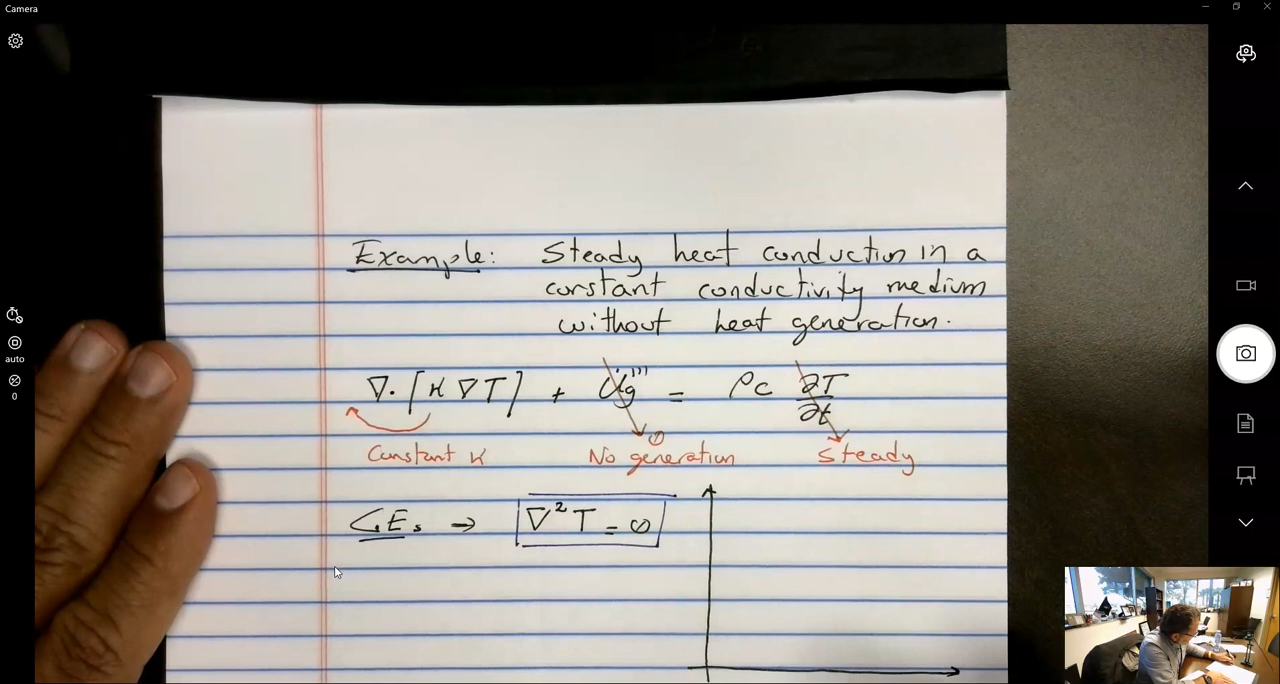 Camera
Example: Steady heat conduction in a
constant conductivity medium
without heat generation.
∇·[K∇T] + U̇g''' = ρc ∂T/∂t
Constant K No generation Steady
auto
0
G.E. → ∇²T = 0